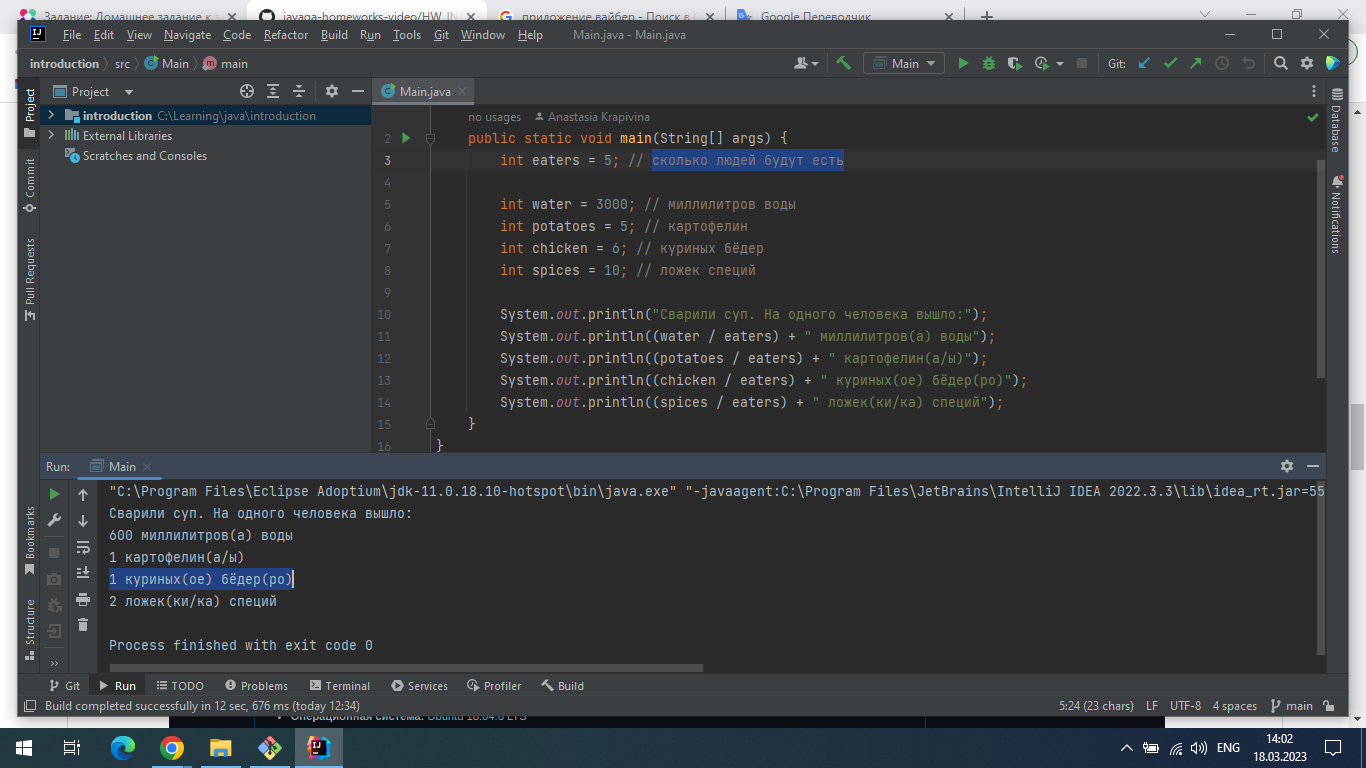 Задание: Домашнее задание к з
javaqa-homeworks-video/HW_IN
приложение вайбер - Поиск в
Google Переводчик
File Edit View Navigate Code Refactor Build Run Tools Git Window Help Main.java - Main.java
introduction src Main main
Main Git:
Project
Main.java
introduction C:\Learning\java\introduction
External Libraries
Scratches and Consoles
Project
Commit
Pull Requests
Bookmarks
Structure
Database
Notifications
no usages Anastasia Krapivina
2 public static void main(String[] args) {
3 int eaters = 5; // сколько людей будут есть
4
5 int water = 3000; // миллилитров воды
6 int potatoes = 5; // картофелин
7 int chicken = 6; // куриных бёдер
8 int spices = 10; // ложек специй
9
10 System.out.println("Сварили суп. На одного человека вышло:");
11 System.out.println((water / eaters) + " миллилитров(а) воды");
12 System.out.println((potatoes / eaters) + " картофелин(а/ы)");
13 System.out.println((chicken / eaters) + " куриных(ое) бёдер(ро)");
14 System.out.println((spices / eaters) + " ложек(ки/ка) специй");
15 }
16 }
Run: Main
"C:\Program Files\Eclipse Adoptium\jdk-11.0.18.10-hotspot\bin\java.exe" "-javaagent:C:\Program Files\JetBrains\IntelliJ IDEA 2022.3.3\lib\idea_rt.jar=55
Сварили суп. На одного человека вышло:
600 миллилитров(а) воды
1 картофелин(а/ы)
1 куриных(ое) бёдер(ро)
2 ложек(ки/ка) специй
Process finished with exit code 0
Git Run TODO Problems Terminal Services Profiler Build
Build completed successfully in 12 sec, 676 ms (today 12:34) 5:24 (23 chars) LF UTF-8 4 spaces main
Операционная система: Ubuntu 18.04.6 LTS
ENG
14:02
18.03.2023